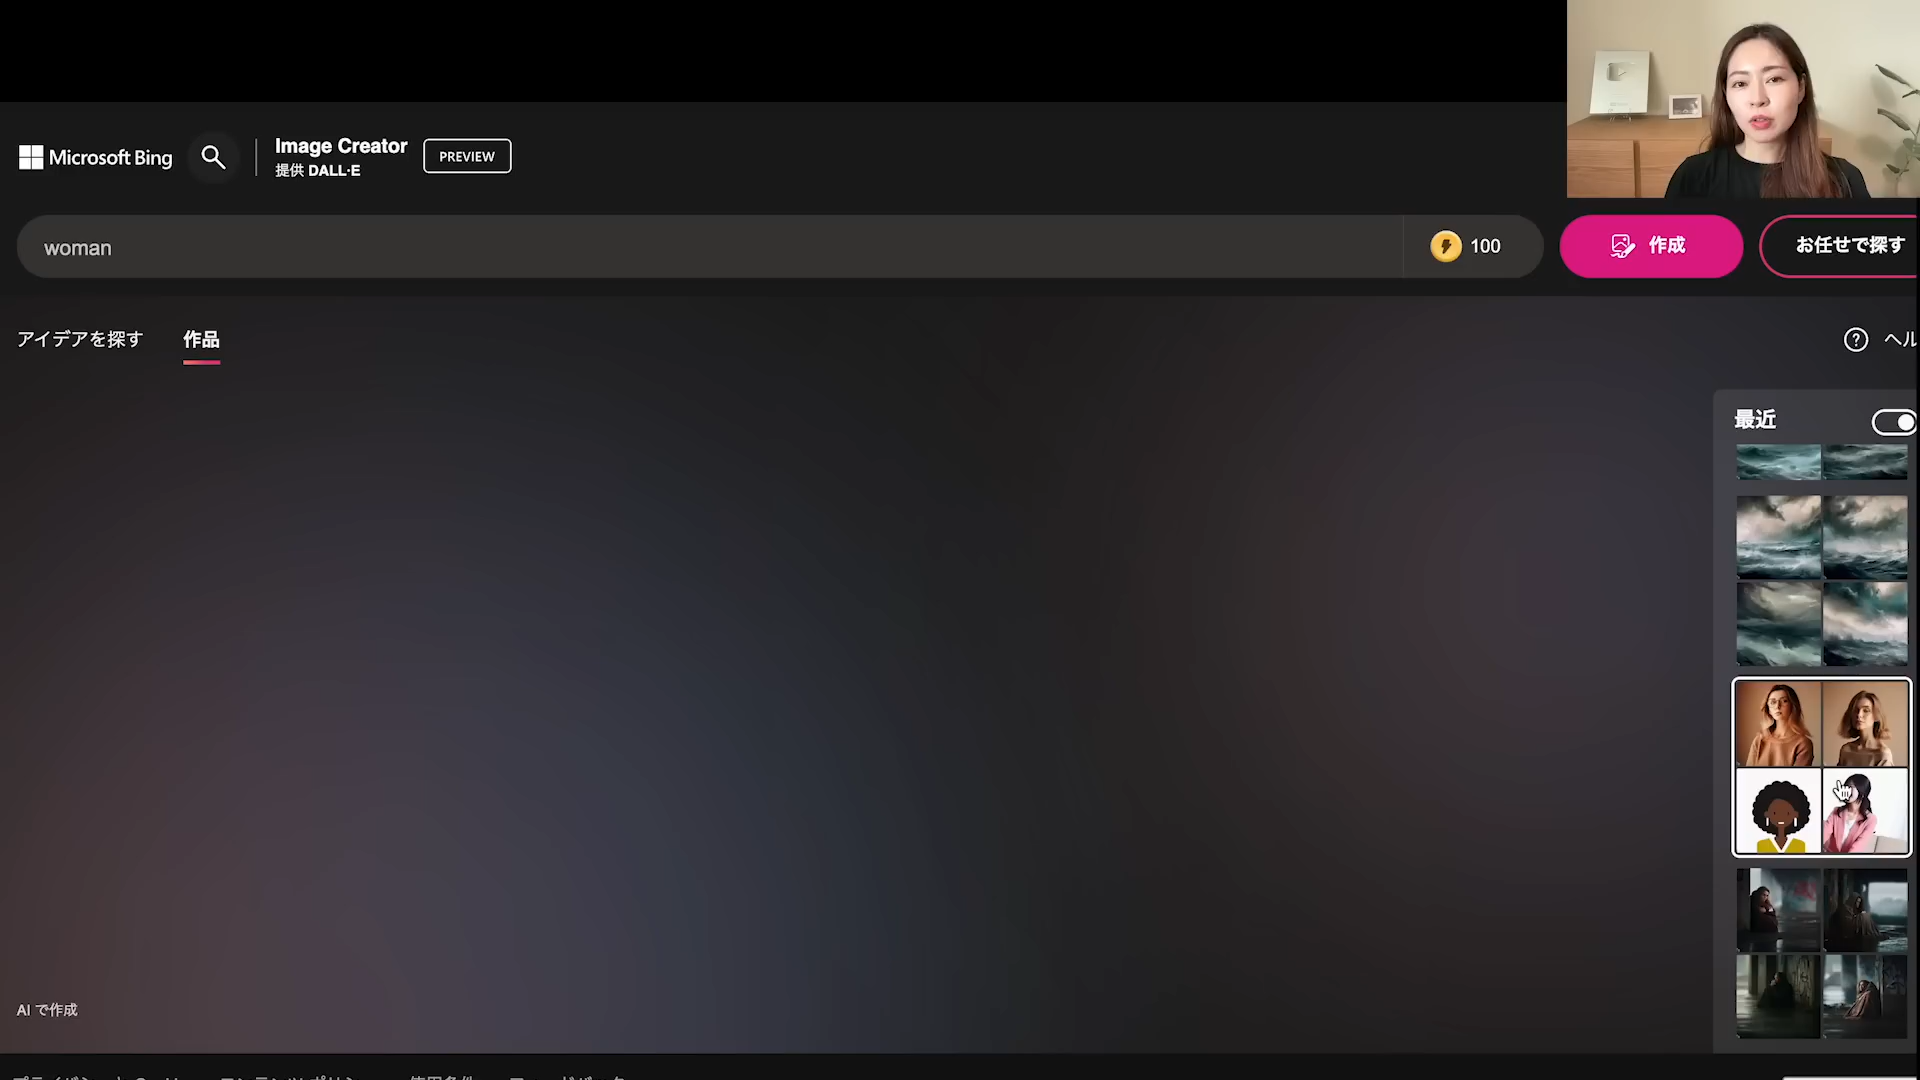 Microsoft Bing
Image Creator
提供 DALL·E
PREVIEW
woman
100
作成
お任せで探す
アイデアを探す
作品
ヘル
最近
AI で作成